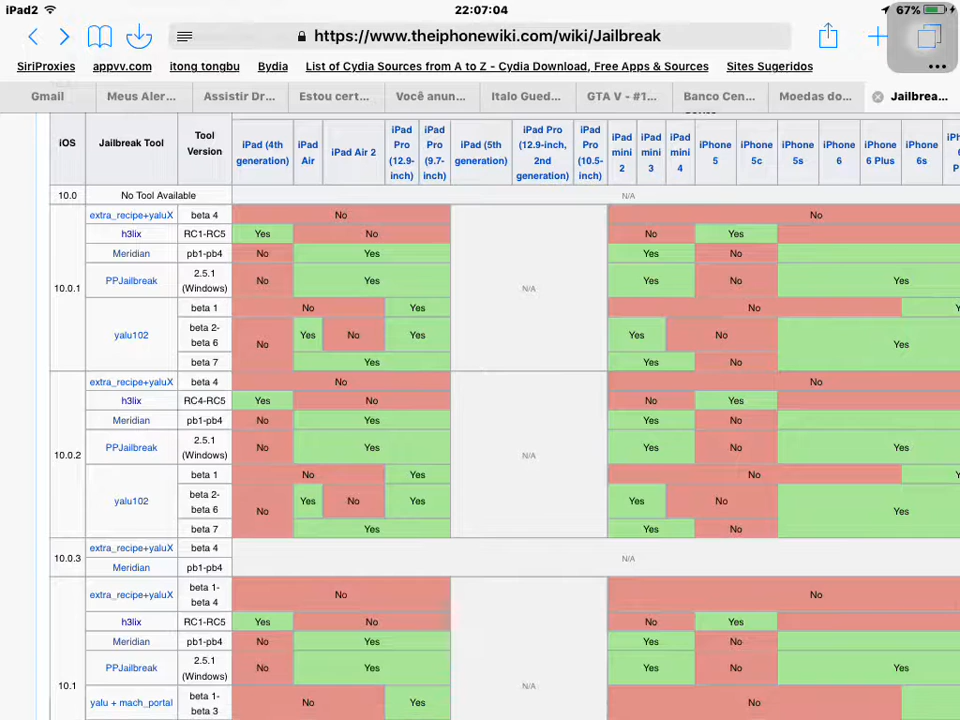 iPad2 22:07:04 67%
https://www.theiphonewiki.com/wiki/Jailbreak
SiriProxies appvv.com itong tongbu Bydia List of Cydia Sources from A to Z - Cydia Download, Free Apps & Sources Sites Sugeridos
Gmail Meus Aler... Assistir Dr... Estou cert... Você anun... Italo Gued... GTA V - #1... Banco Cen... Moedas do... Jailbrea...
iOS Jailbreak Tool Tool Version iPad (4th generation) iPad Air iPad Air 2 iPad Pro (12.9-inch) iPad Pro (9.7-inch) iPad (5th generation) iPad Pro (12.9-inch, 2nd generation) iPad Pro (10.5-inch) iPad mini 2 iPad mini 3 iPad mini 4 iPhone 5 iPhone 5c iPhone 5s iPhone 6 iPhone 6 Plus iPhone 6s
10.0 No Tool Available N/A
10.0.1 extra_recipe+yaluX beta 4 No N/A No
h3lix RC1-RC5 Yes No No Yes
Meridian pb1-pb4 No Yes Yes No
PPJailbreak 2.5.1 (Windows) No Yes Yes No Yes
yalu102 beta 1 No Yes No
beta 2-beta 6 No Yes No Yes Yes No Yes
beta 7 Yes Yes No
10.0.2 extra_recipe+yaluX beta 4 No N/A No
h3lix RC4-RC5 Yes No No Yes
Meridian pb1-pb4 No Yes Yes No
PPJailbreak 2.5.1 (Windows) No Yes Yes No Yes
yalu102 beta 1 No Yes No
beta 2-beta 6 No Yes No Yes Yes No Yes
beta 7 Yes Yes No
10.0.3 extra_recipe+yaluX beta 4 N/A
Meridian pb1-pb4
10.1 extra_recipe+yaluX beta 1-beta 4 No N/A No
h3lix RC1-RC5 Yes No No Yes
Meridian pb1-pb4 No Yes Yes No
PPJailbreak 2.5.1 (Windows) No Yes Yes No Yes
yalu + mach_portal beta 1-beta 3 No Yes No